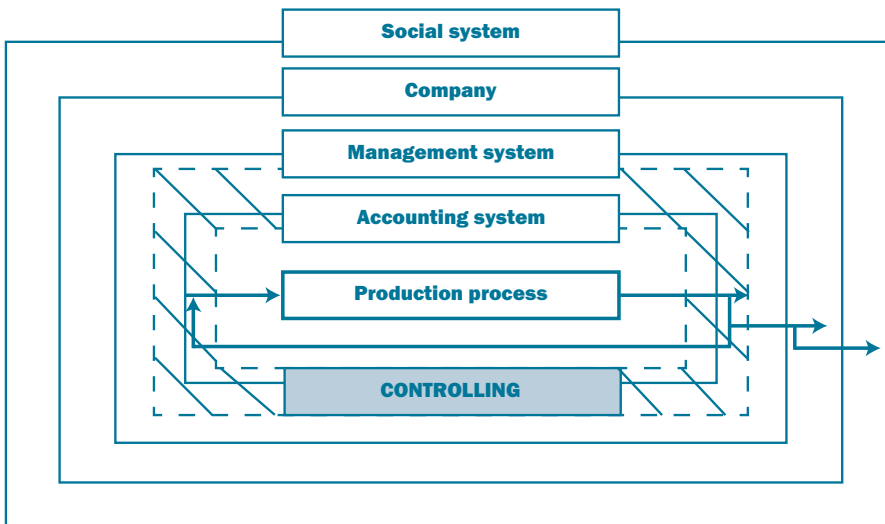 Social system
Company
Management system
Accounting system
Production process
CONTROLLING